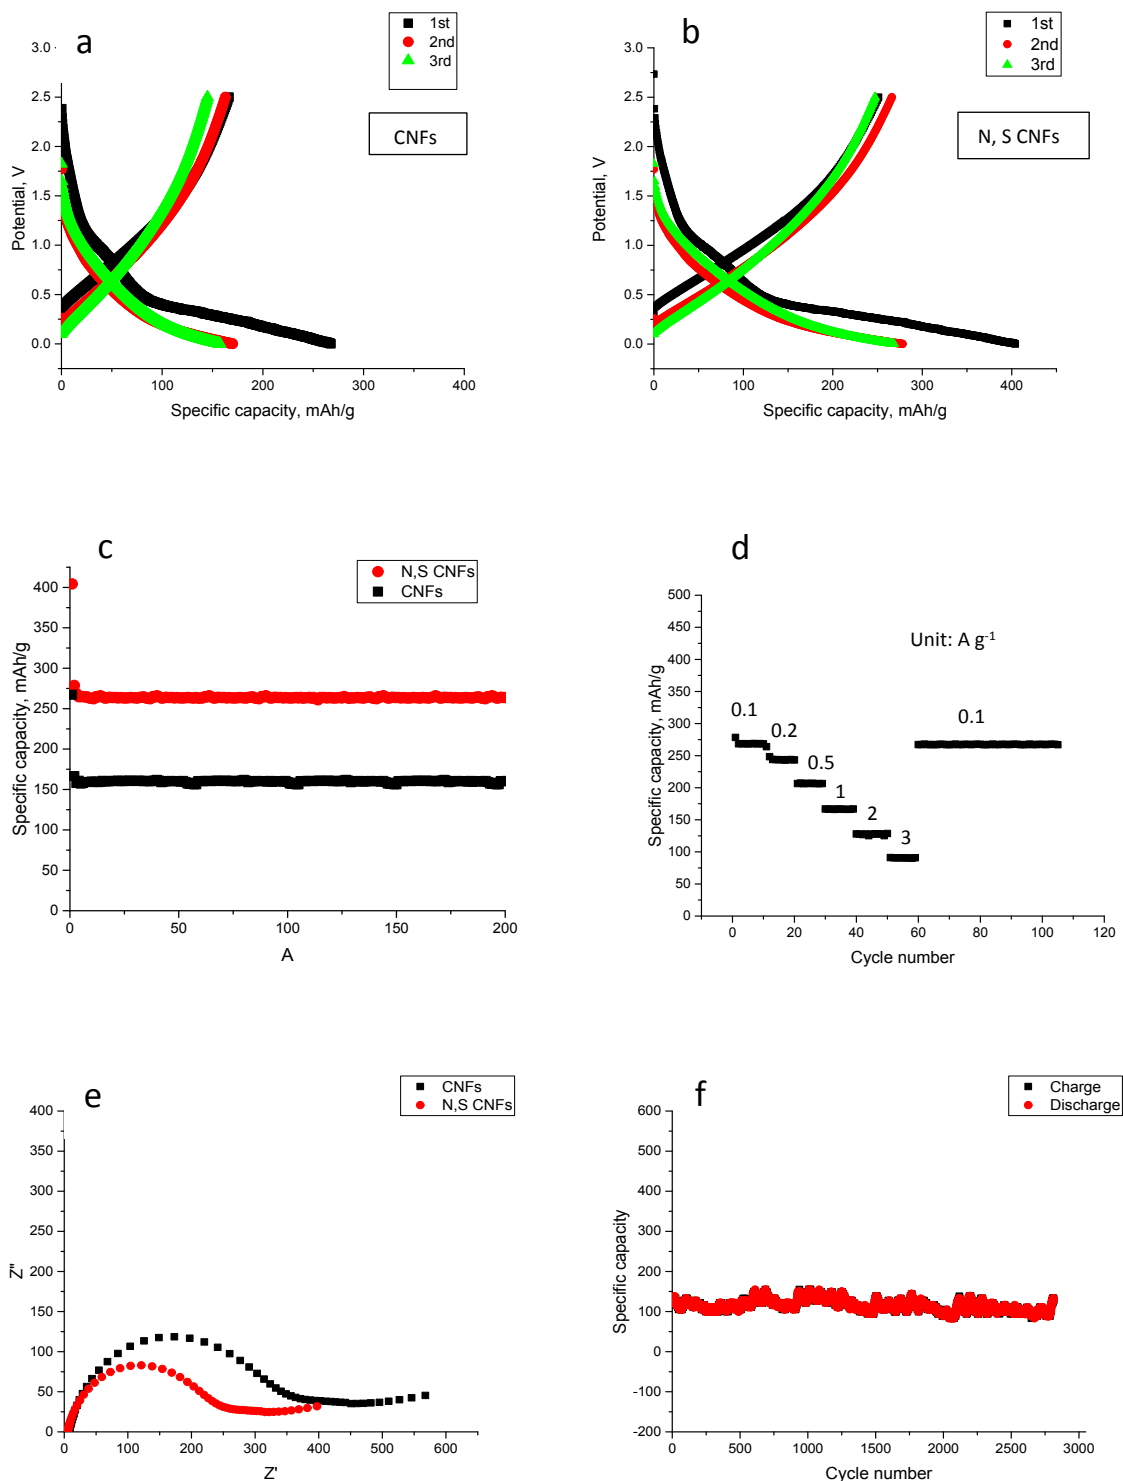 a
1st
2nd
3rd
CNFs
3.0
2.5
2.0
1.5
1.0
0.5
0.0
Potential, V
0
100
200
300
400
Specific capacity, mAh/g
b
1st
2nd
3rd
N, S CNFs
3.0
2.5
2.0
1.5
1.0
0.5
0.0
Potential, V
0
100
200
300
400
Specific capacity, mAh/g
c
N,S CNFs
CNFs
400
350
300
250
200
150
100
50
0
Specific capacity, mAh/g
0
50
100
150
200
A
d
Unit: A g⁻¹
500
450
400
350
300
250
200
150
100
50
0
Specific capacity, mAh/g
0.1
0.2
0.5
1
2
3
0.1
0
20
40
60
80
100
120
Cycle number
e
CNFs
N,S CNFs
400
350
300
250
200
150
100
50
0
Z"
0
100
200
300
400
500
600
Z'
f
Charge
Discharge
600
500
400
300
200
100
0
-100
-200
Specific capacity
0
500
1000
1500
2000
2500
3000
Cycle number